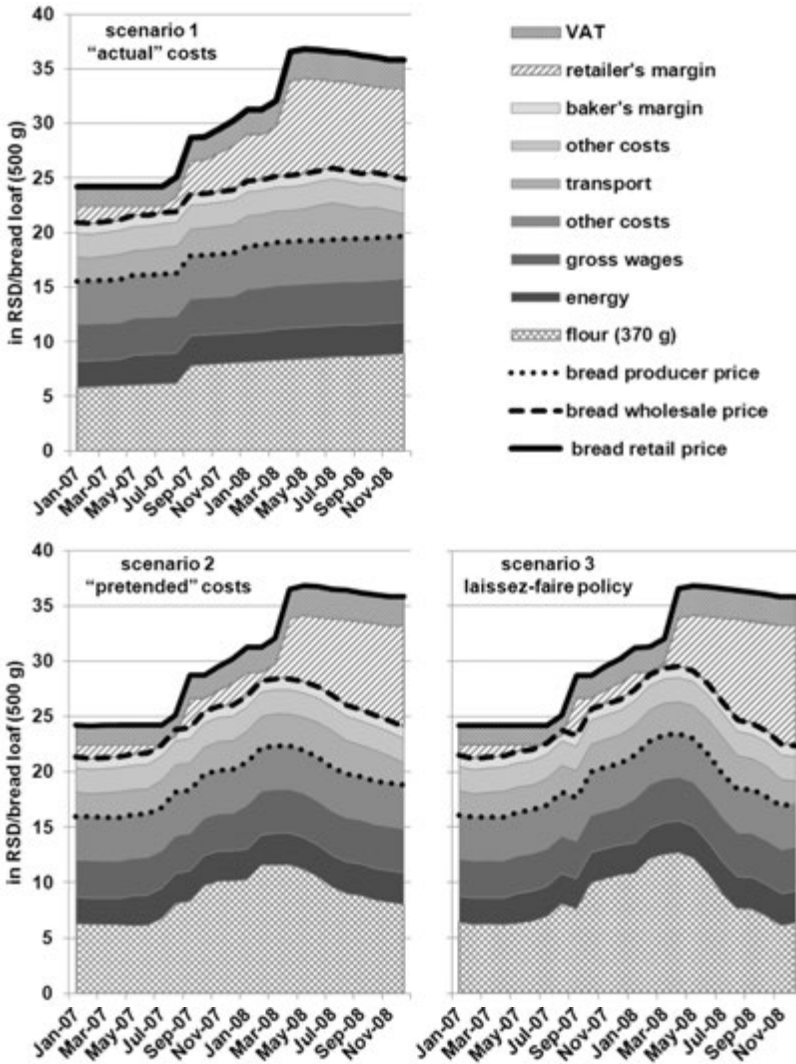 scenario 1
“actual” costs
in RSD/bread loaf (500 g)
40
35
30
25
20
15
10
5
0
Jan-07
Mar-07
May-07
Jul-07
Sep-07
Nov-07
Jan-08
Mar-08
May-08
Jul-08
Sep-08
Nov-08
VAT
retailer's margin
baker's margin
other costs
transport
other costs
gross wages
energy
flour (370 g)
bread producer price
bread wholesale price
bread retail price
scenario 2
“pretended” costs
in RSD/bread loaf (500 g)
40
35
30
25
20
15
10
5
0
Jan-07
Mar-07
May-07
Jul-07
Sep-07
Nov-07
Jan-08
Mar-08
May-08
Jul-08
Sep-08
Nov-08
scenario 3
laissez-faire policy
Jan-07
Mar-07
May-07
Jul-07
Sep-07
Nov-07
Jan-08
Mar-08
May-08
Jul-08
Sep-08
Nov-08